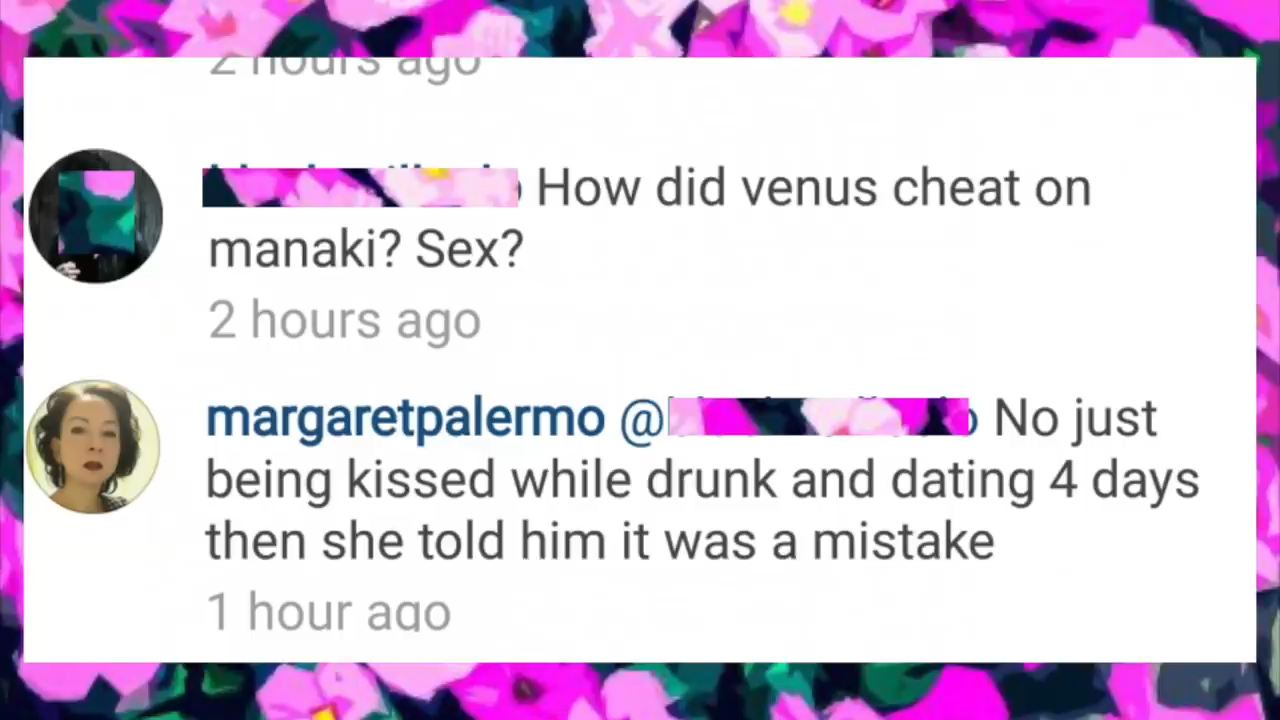 2 hours ago
How did venus cheat on
manaki? Sex?
2 hours ago
margaretpalermo @ No just
being kissed while drunk and dating 4 days
then she told him it was a mistake
1 hour ago